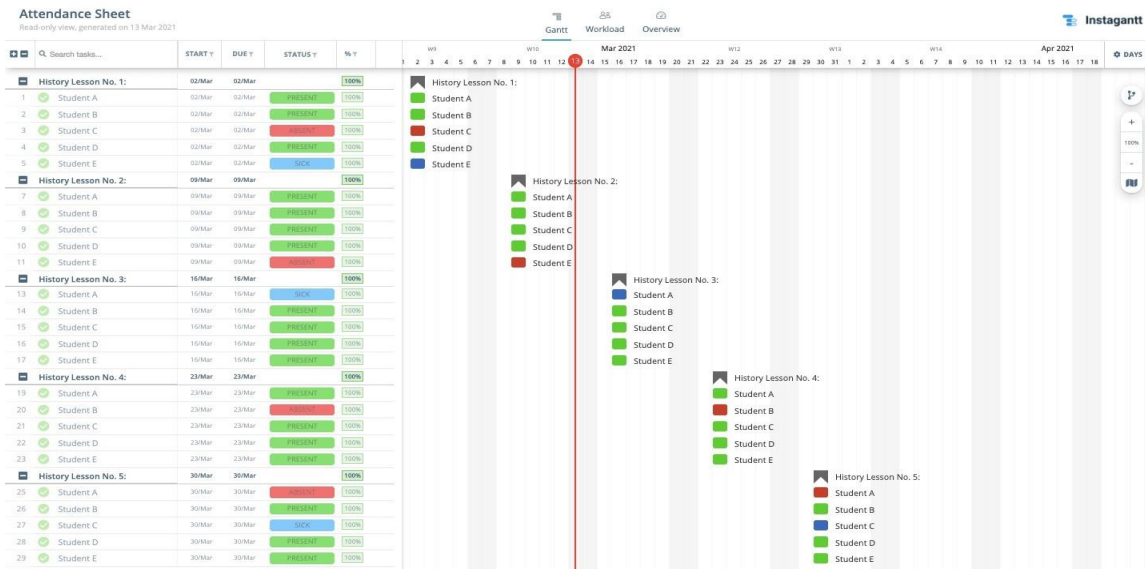 Attendance Sheet
Read-only view, generated on 13 Mar 2021
Gantt Workload Overview
Instagantt
Search tasks... START DUE STATUS %
W9 W10 Mar 2021 W12 W13 W14 Apr 2021
1 2 3 4 5 6 7 8 9 10 11 12 13 14 15 16 17 18 19 20 21 22 23 24 25 26 27 28 29 30 31 1 2 3 4 5 6 7 8 9 10 11 12 13 14 15 16 17 18
DAYS
History Lesson No. 1: 02/Mar 02/Mar 100% History Lesson No. 1:
1 Student A 02/Mar 02/Mar PRESENT 100% Student A
2 Student B 02/Mar 02/Mar PRESENT 100% Student B
3 Student C 02/Mar 02/Mar ABSENT 100% Student C
4 Student D 02/Mar 02/Mar PRESENT 100% Student D
5 Student E 02/Mar 02/Mar SICK 100% Student E
History Lesson No. 2: 09/Mar 09/Mar 100% History Lesson No. 2:
7 Student A 09/Mar 09/Mar PRESENT 100% Student A
8 Student B 09/Mar 09/Mar PRESENT 100% Student B
9 Student C 09/Mar 09/Mar PRESENT 100% Student C
10 Student D 09/Mar 09/Mar PRESENT 100% Student D
11 Student E 09/Mar 09/Mar ABSENT 100% Student E
History Lesson No. 3: 16/Mar 16/Mar 100% History Lesson No. 3:
13 Student A 16/Mar 16/Mar SICK 100% Student A
14 Student B 16/Mar 16/Mar PRESENT 100% Student B
15 Student C 16/Mar 16/Mar PRESENT 100% Student C
16 Student D 16/Mar 16/Mar PRESENT 100% Student D
17 Student E 16/Mar 16/Mar PRESENT 100% Student E
History Lesson No. 4: 23/Mar 23/Mar 100% History Lesson No. 4:
19 Student A 23/Mar 23/Mar PRESENT 100% Student A
20 Student B 23/Mar 23/Mar ABSENT 100% Student B
21 Student C 23/Mar 23/Mar PRESENT 100% Student C
22 Student D 23/Mar 23/Mar PRESENT 100% Student D
23 Student E 23/Mar 23/Mar PRESENT 100% Student E
History Lesson No. 5: 30/Mar 30/Mar 100% History Lesson No. 5:
25 Student A 30/Mar 30/Mar ABSENT 100% Student A
26 Student B 30/Mar 30/Mar PRESENT 100% Student B
27 Student C 30/Mar 30/Mar SICK 100% Student C
28 Student D 30/Mar 30/Mar PRESENT 100% Student D
29 Student E 30/Mar 30/Mar PRESENT 100% Student E
+
100%
-